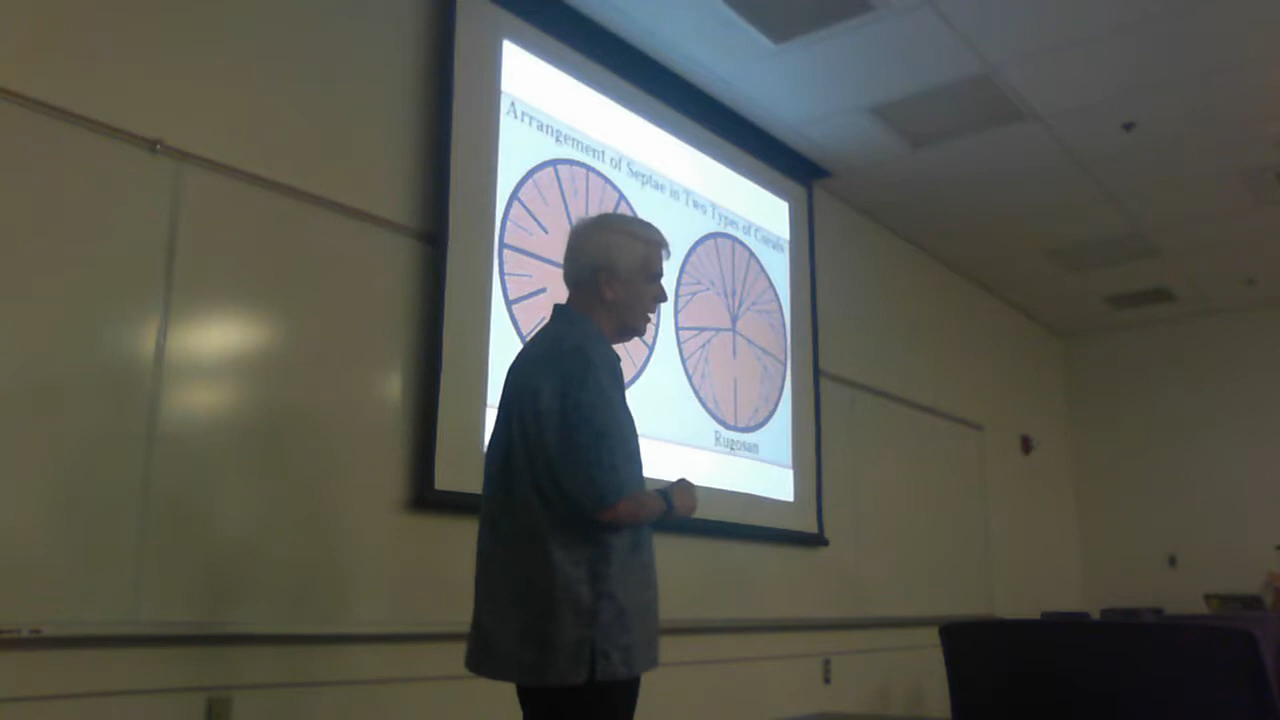 Arrangement of Septae in Two Types of Corals
Rugosan